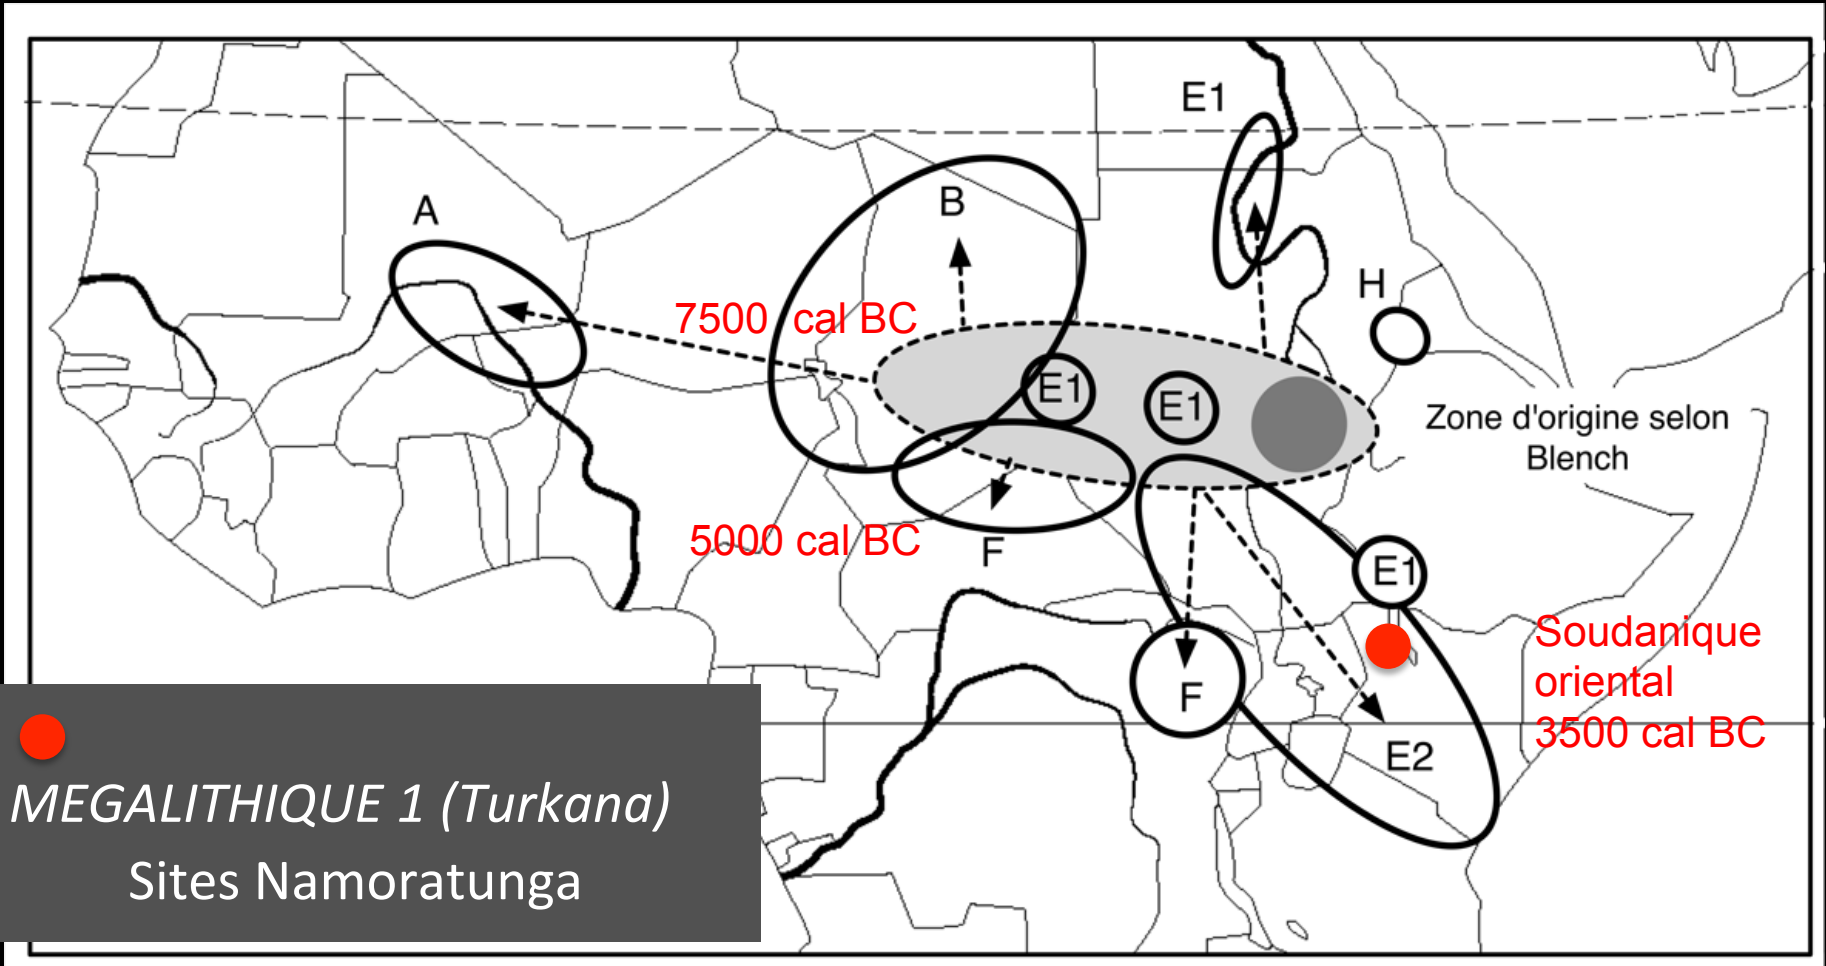 E1
A
B
H
7500 cal BC
E1
E1
Zone d'origine selon
Blench
5000 cal BC
F
E1
Soudanique
oriental
3500 cal BC
F
E2
MEGALITHIQUE 1 (Turkana)
Sites Namoratunga